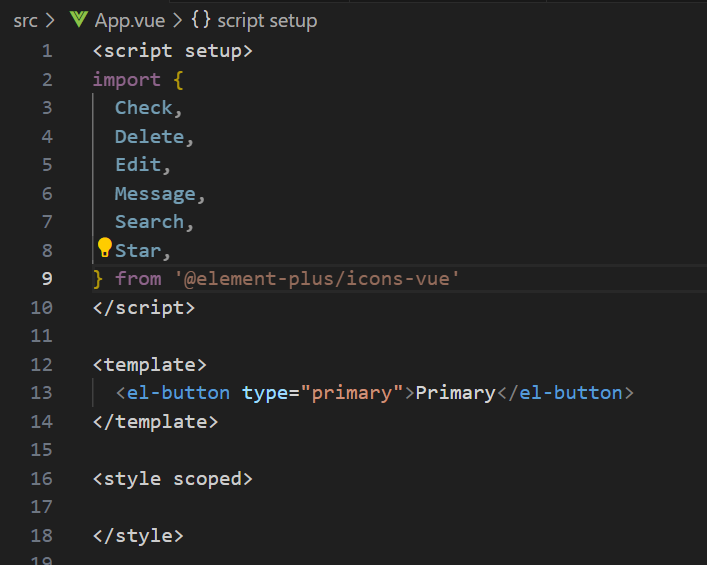 src > App.vue > {} script setup
1 <script setup>
2 import {
3 Check,
4 Delete,
5 Edit,
6 Message,
7 Search,
8 Star,
9 } from '@element-plus/icons-vue'
10 </script>
11
12 <template>
13 <el-button type="primary">Primary</el-button>
14 </template>
15
16 <style scoped>
17
18 </style>
19